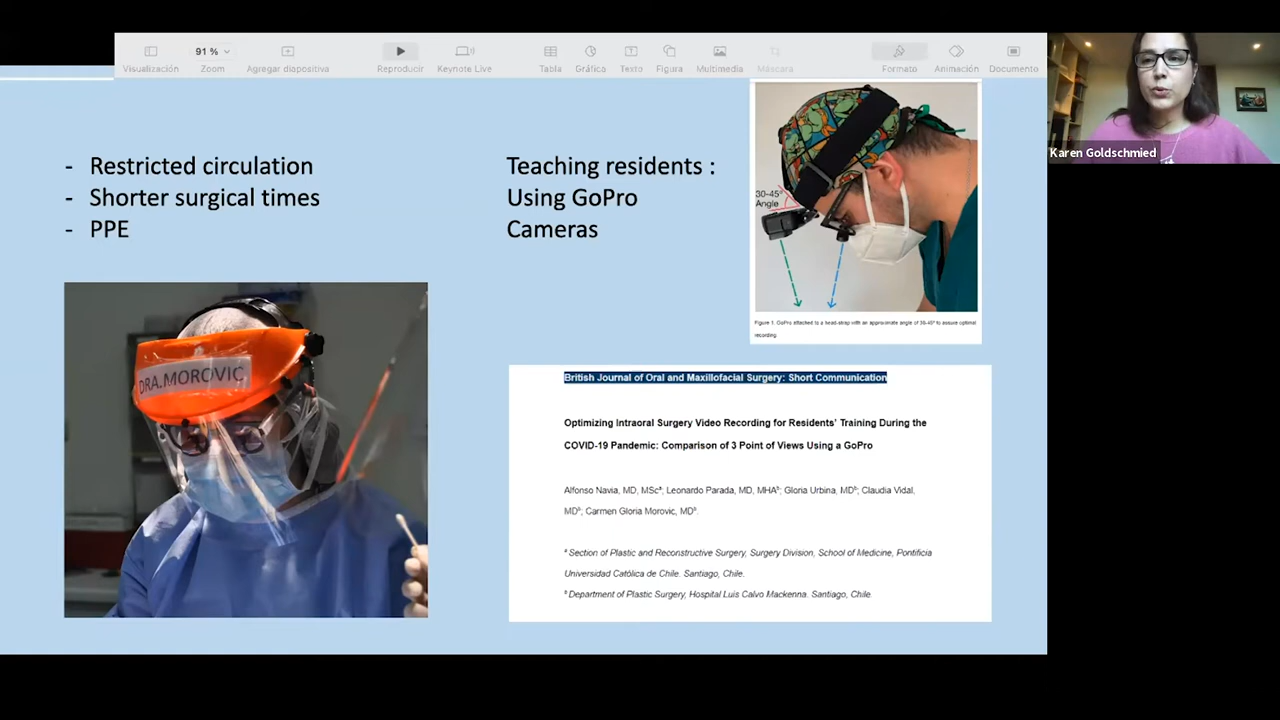 91 %
Visualización
Zoom
Agregar diapositiva
Reproducir
Keynote Live
Tabla
Gráfico
Texto
Figura
Multimedia
Máscara
Formato
Animación
Documento
Karen Goldschmied
- Restricted circulation
- Shorter surgical times
- PPE
Teaching residents :
Using GoPro
Cameras
30-45º
Angle
Figure 1. GoPro attached to a head-strap with an approximate angle of 30-45º to assure optimal
recording.
DRA.MOROVIC
British Journal of Oral and Maxillofacial Surgery: Short Communication
Optimizing Intraoral Surgery Video Recording for Residents' Training During the
COVID-19 Pandemic: Comparison of 3 Point of Views Using a GoPro
Alfonso Navia, MD, MScª; Leonardo Parada, MD, MHAª; Gloria Urbina, MDᵇ; Claudia Vidal,
MDᵇ; Carmen Gloria Morovic, MDᵇ.
ª Section of Plastic and Reconstructive Surgery, Surgery Division, School of Medicine, Pontificia
Universidad Católica de Chile. Santiago, Chile.
ᵇ Department of Plastic Surgery, Hospital Luis Calvo Mackenna. Santiago, Chile.